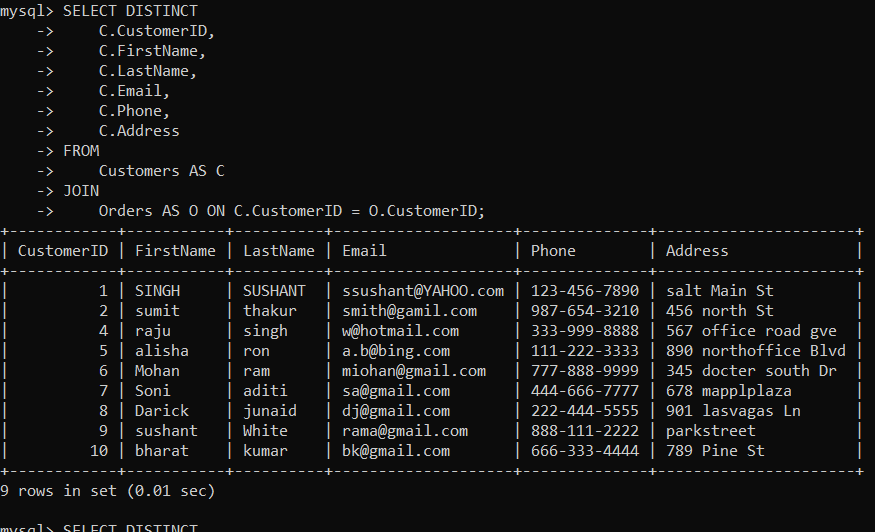 mysql> SELECT DISTINCT
    ->     C.CustomerID,
    ->     C.FirstName,
    ->     C.LastName,
    ->     C.Email,
    ->     C.Phone,
    ->     C.Address
    -> FROM
    ->     Customers AS C
    -> JOIN
    ->     Orders AS O ON C.CustomerID = O.CustomerID;
+------------+-----------+----------+--------------------+--------------+----------------------+
| CustomerID | FirstName | LastName | Email              | Phone        | Address              |
+------------+-----------+----------+--------------------+--------------+----------------------+
|          1 | SINGH     | SUSHANT  | ssushant@YAHOO.com | 123-456-7890 | salt Main St         |
|          2 | sumit     | thakur   | smith@gamil.com    | 987-654-3210 | 456 north St         |
|          4 | raju      | singh    | w@hotmail.com      | 333-999-8888 | 567 office road gve  |
|          5 | alisha    | ron      | a.b@bing.com       | 111-222-3333 | 890 northoffice Blvd |
|          6 | Mohan     | ram      | miohan@gmail.com   | 777-888-9999 | 345 docter south Dr  |
|          7 | Soni      | aditi    | sa@gmail.com       | 444-666-7777 | 678 mapplplaza       |
|          8 | Darick    | junaid   | dj@gmail.com       | 222-444-5555 | 901 lasvagas Ln      |
|          9 | sushant   | White    | rama@gmail.com     | 888-111-2222 | parkstreet           |
|         10 | bharat    | kumar    | bk@gmail.com       | 666-333-4444 | 789 Pine St          |
+------------+-----------+----------+--------------------+--------------+----------------------+
9 rows in set (0.01 sec)
mysql> SELECT DISTINCT